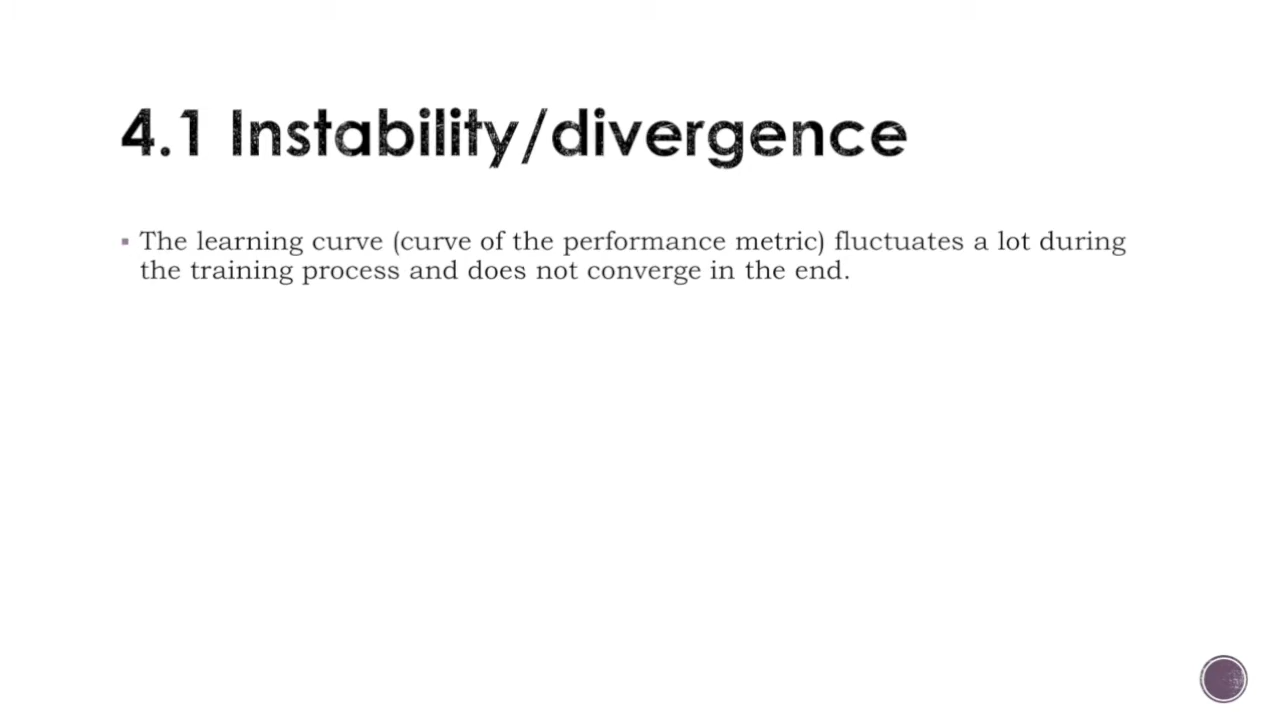 4.1 Instability/divergence
▪ The learning curve (curve of the performance metric) fluctuates a lot during
the training process and does not converge in the end.